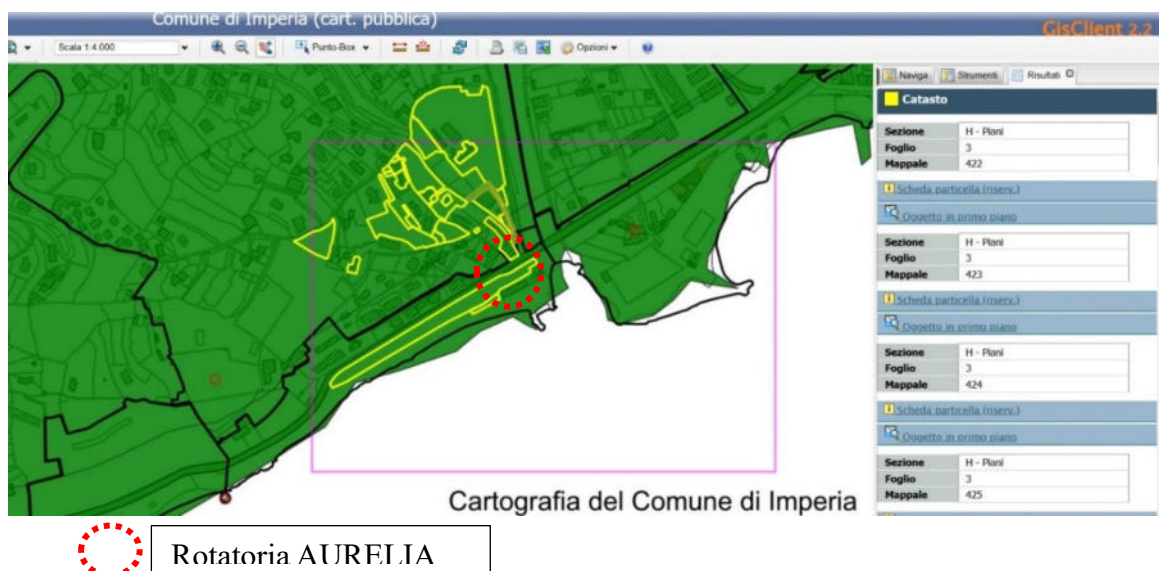 Comune di Imperia (cart. pubblica)
GisClient 2.2
Scala 1:4.000
Punto-Box
Opzioni
Naviga
Strumenti
Risultati
Catasto
Sezione H - Piani
Foglio 3
Mappale 422
Scheda particella (riserv.)
Oggetto in primo piano
Sezione H - Piani
Foglio 3
Mappale 423
Scheda particella (riserv.)
Oggetto in primo piano
Sezione H - Piani
Foglio 3
Mappale 424
Scheda particella (riserv.)
Oggetto in primo piano
Sezione H - Piani
Foglio 3
Mappale 425
Cartografia del Comune di Imperia
Rotatoria AURELIA